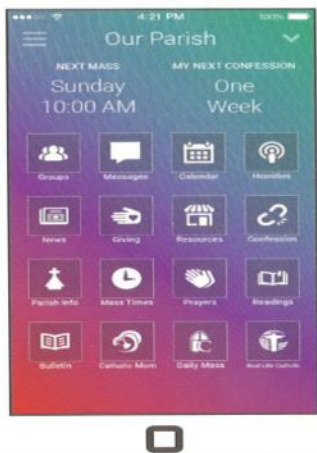 4:21 PM
100%
Our Parish
NEXT MASS
MY NEXT CONFESSION
Sunday
10:00 AM
One
Week
Groups
Messages
Calendar
Homilies
News
Giving
Resources
Confession
Parish Info
Mass Times
Prayers
Readings
Bulletin
Catholic Mom
Daily Mass
Real Life Catholic